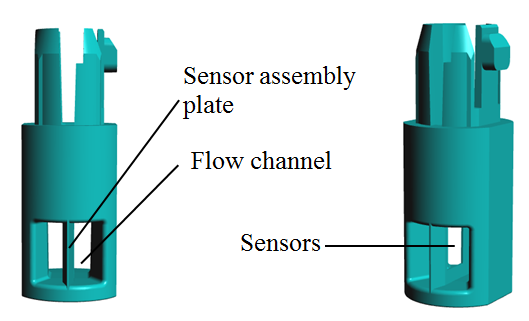 Sensor assembly
plate
Flow channel
Sensors